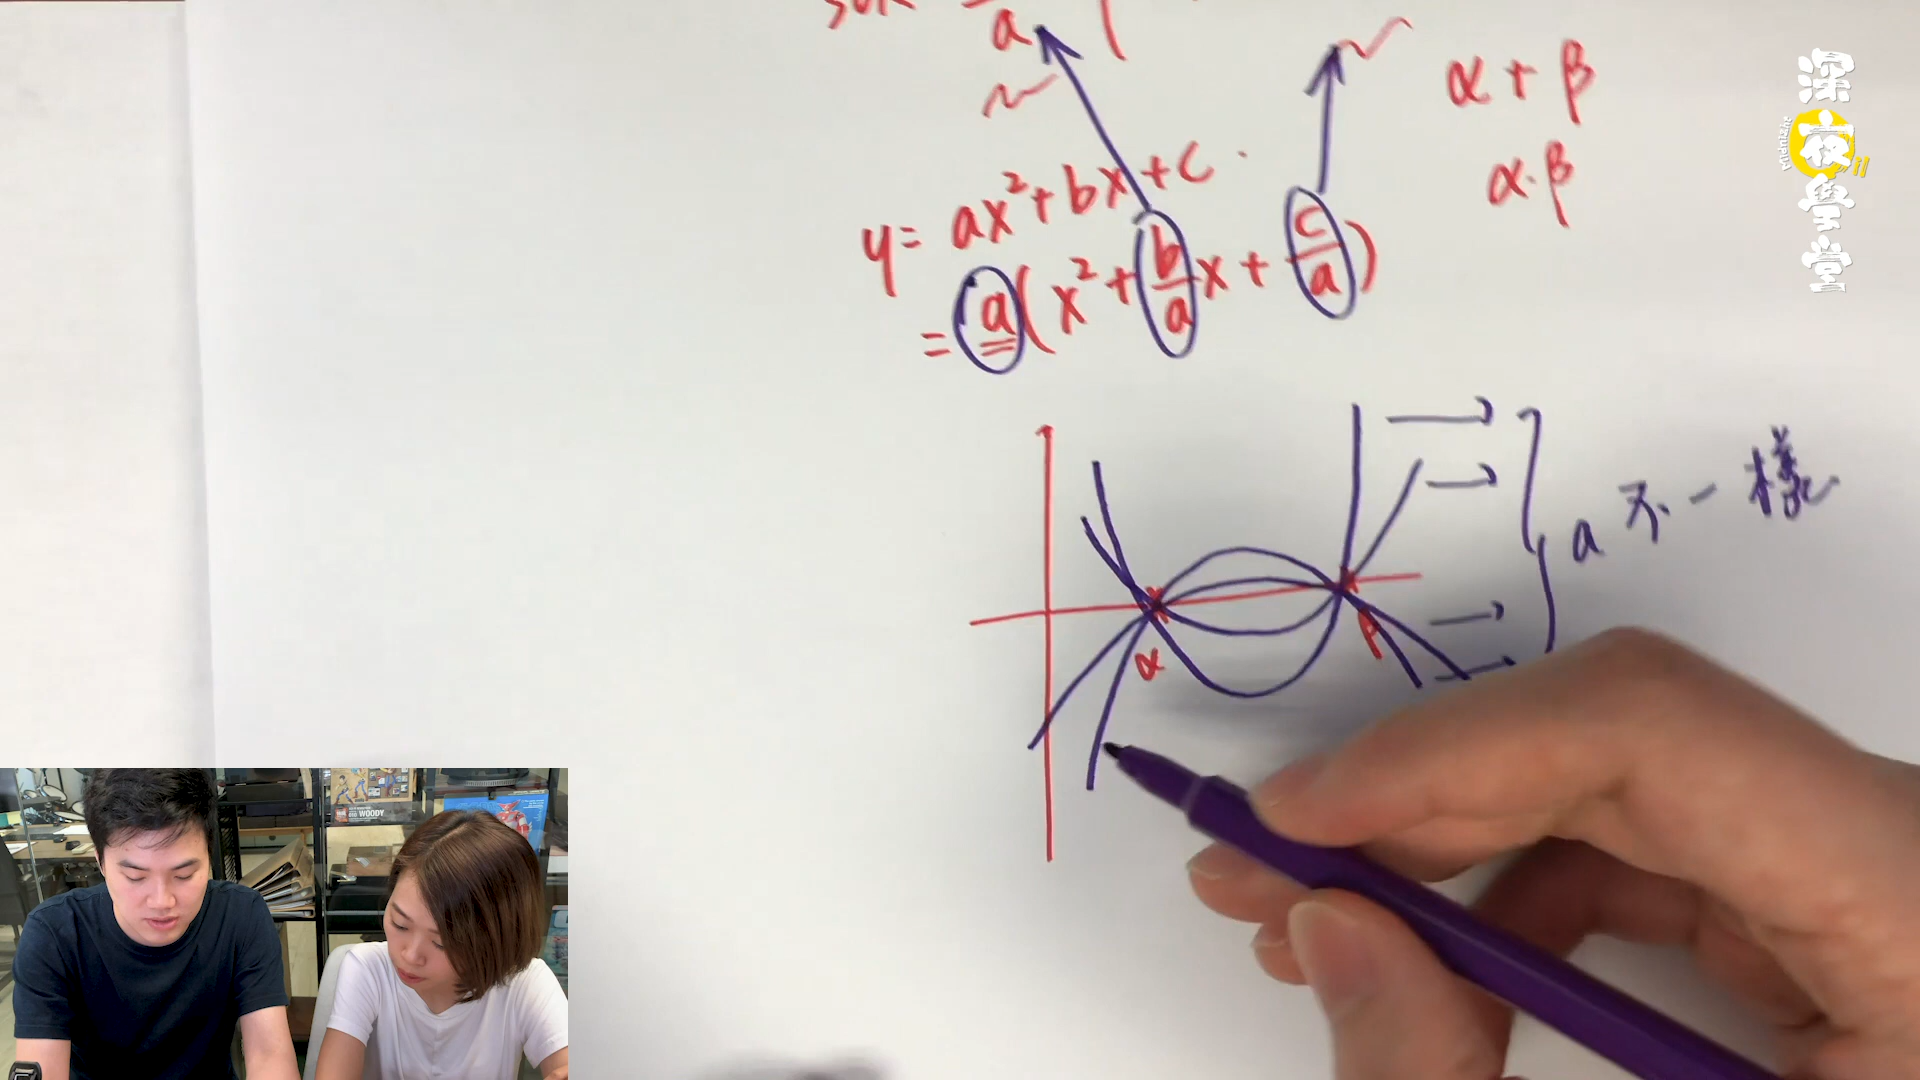 a
α + β
α·β
y = ax² + bx + c
= a(x² + b/a x + c/a)
a 不一樣
α
β
深夜學堂
WOODY